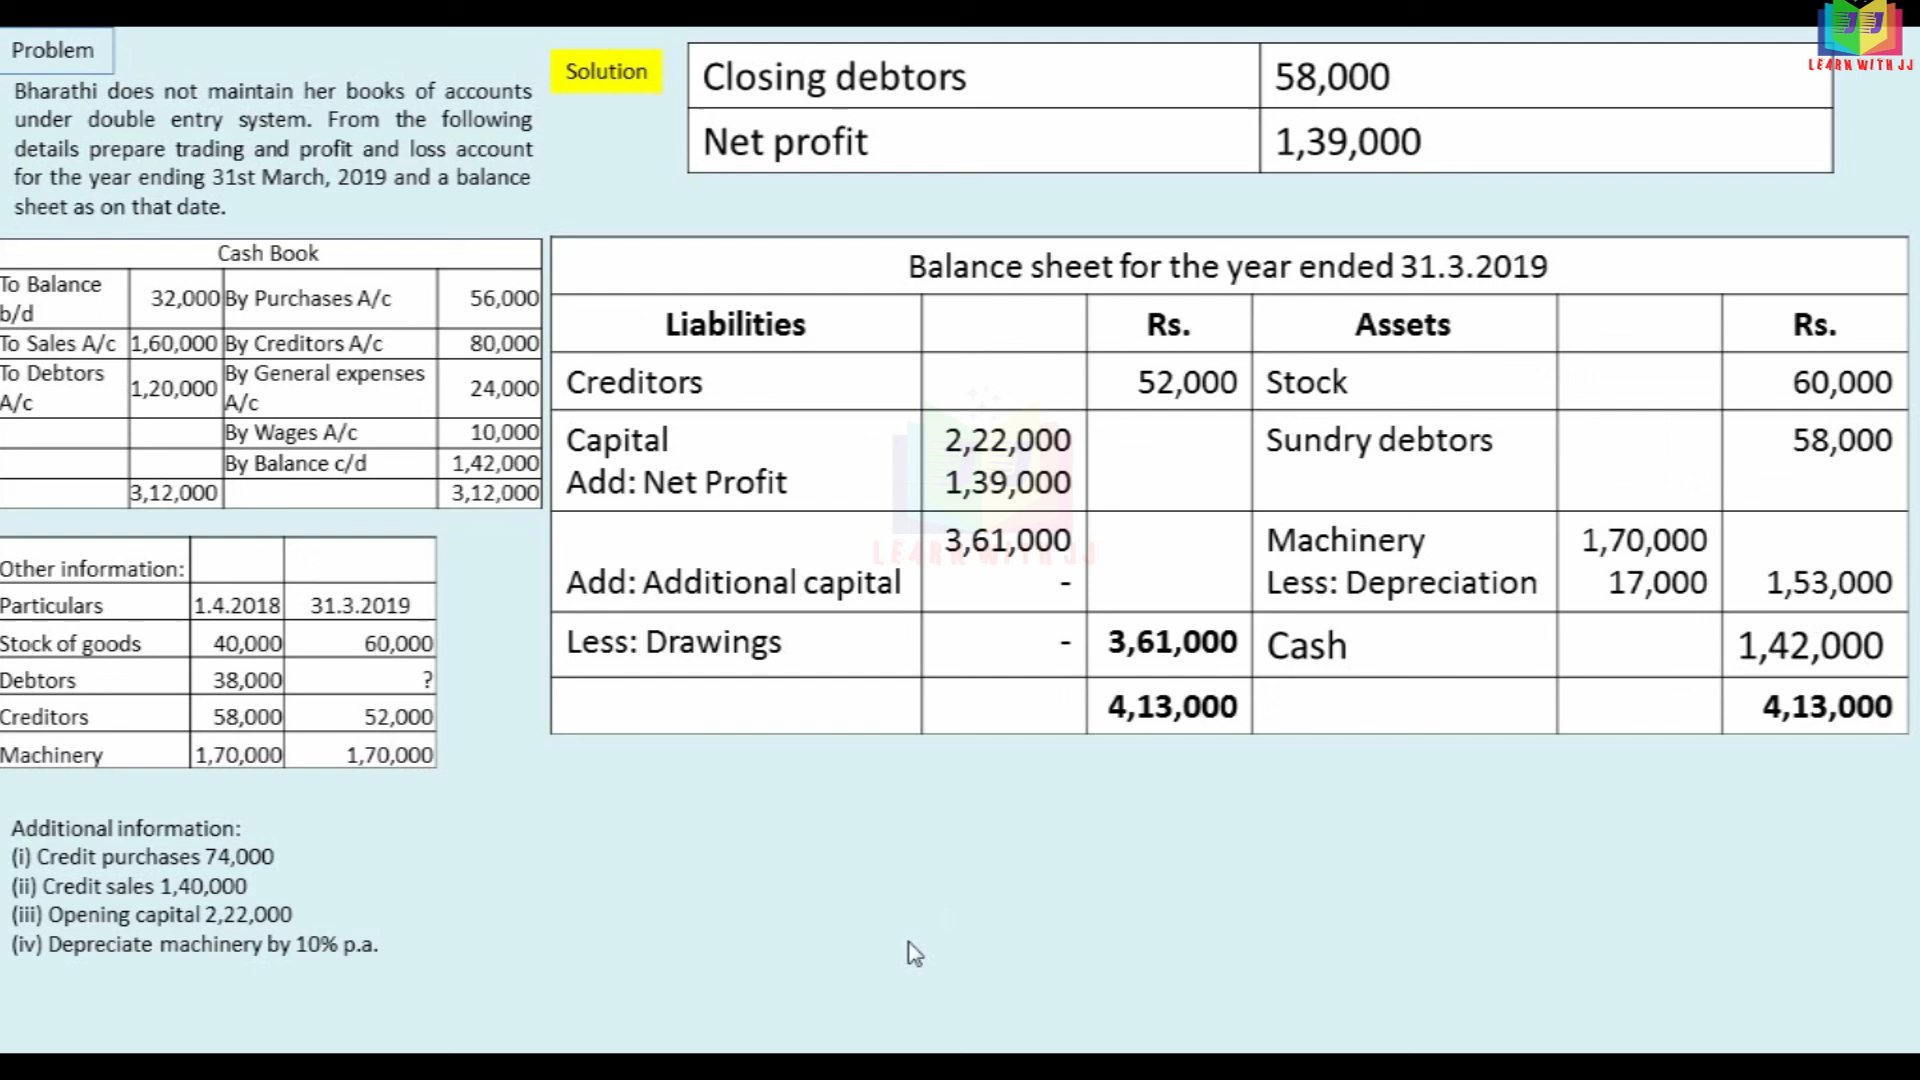 Problem
Bharathi does not maintain her books of accounts
under double entry system. From the following
details prepare trading and profit and loss account
for the year ending 31st March, 2019 and a balance
sheet as on that date.
Cash Book
To Balance b/d 32,000 By Purchases A/c 56,000
To Sales A/c 1,60,000 By Creditors A/c 80,000
To Debtors A/c 1,20,000 By General expenses A/c 24,000
By Wages A/c 10,000
By Balance c/d 1,42,000
3,12,000 3,12,000
Other information:
Particulars 1.4.2018 31.3.2019
Stock of goods 40,000 60,000
Debtors 38,000 ?
Creditors 58,000 52,000
Machinery 1,70,000 1,70,000
Additional information:
(i) Credit purchases 74,000
(ii) Credit sales 1,40,000
(iii) Opening capital 2,22,000
(iv) Depreciate machinery by 10% p.a.
Solution
Closing debtors 58,000
Net profit 1,39,000
Balance sheet for the year ended 31.3.2019
Liabilities Rs. Assets Rs.
Creditors 52,000 Stock 60,000
Capital 2,22,000 Sundry debtors 58,000
Add: Net Profit 1,39,000
3,61,000 Machinery 1,70,000
Add: Additional capital - Less: Depreciation 17,000 1,53,000
Less: Drawings - 3,61,000 Cash 1,42,000
4,13,000 4,13,000
LEARN WITH JJ
LEARN WITH JJ